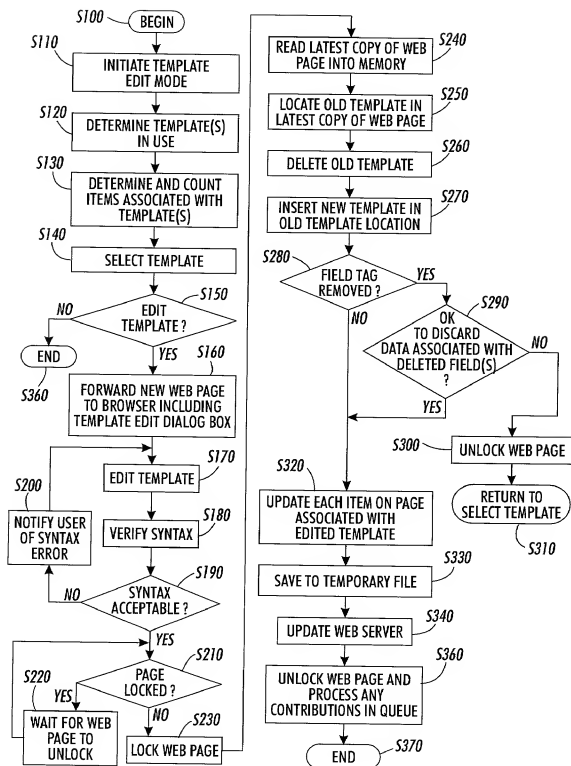 S100
BEGIN
S110
INITIATE TEMPLATE
EDIT MODE
S120
DETERMINE TEMPLATE(S)
IN USE
S130
DETERMINE AND COUNT
ITEMS ASSOCIATED WITH
TEMPLATE(S)
S140
SELECT TEMPLATE
S150
EDIT
TEMPLATE ?
NO
YES
END
S360
S160
FORWARD NEW WEB PAGE
TO BROWSER INCLUDING
TEMPLATE EDIT DIALOG BOX
S170
EDIT TEMPLATE
S180
VERIFY SYNTAX
S200
NOTIFY USER
OF SYNTAX
ERROR
S190
SYNTAX
ACCEPTABLE ?
NO
YES
S210
PAGE
LOCKED ?
YES
NO
S220
WAIT FOR WEB
PAGE TO
UNLOCK
S230
LOCK WEB PAGE
S240
READ LATEST COPY OF WEB
PAGE INTO MEMORY
S250
LOCATE OLD TEMPLATE IN
LATEST COPY OF WEB PAGE
S260
DELETE OLD TEMPLATE
S270
INSERT NEW TEMPLATE IN
OLD TEMPLATE LOCATION
S280
FIELD TAG
REMOVED ?
YES
NO
S290
OK
TO DISCARD
DATA ASSOCIATED WITH
DELETED FIELD(S)
?
NO
YES
S300
UNLOCK WEB PAGE
RETURN TO
SELECT TEMPLATE
S310
S320
UPDATE EACH ITEM ON PAGE
ASSOCIATED WITH
EDITED TEMPLATE
S330
SAVE TO TEMPORARY FILE
S340
UPDATE WEB SERVER
S360
UNLOCK WEB PAGE AND
PROCESS ANY
CONTRIBUTIONS IN QUEUE
END
S370